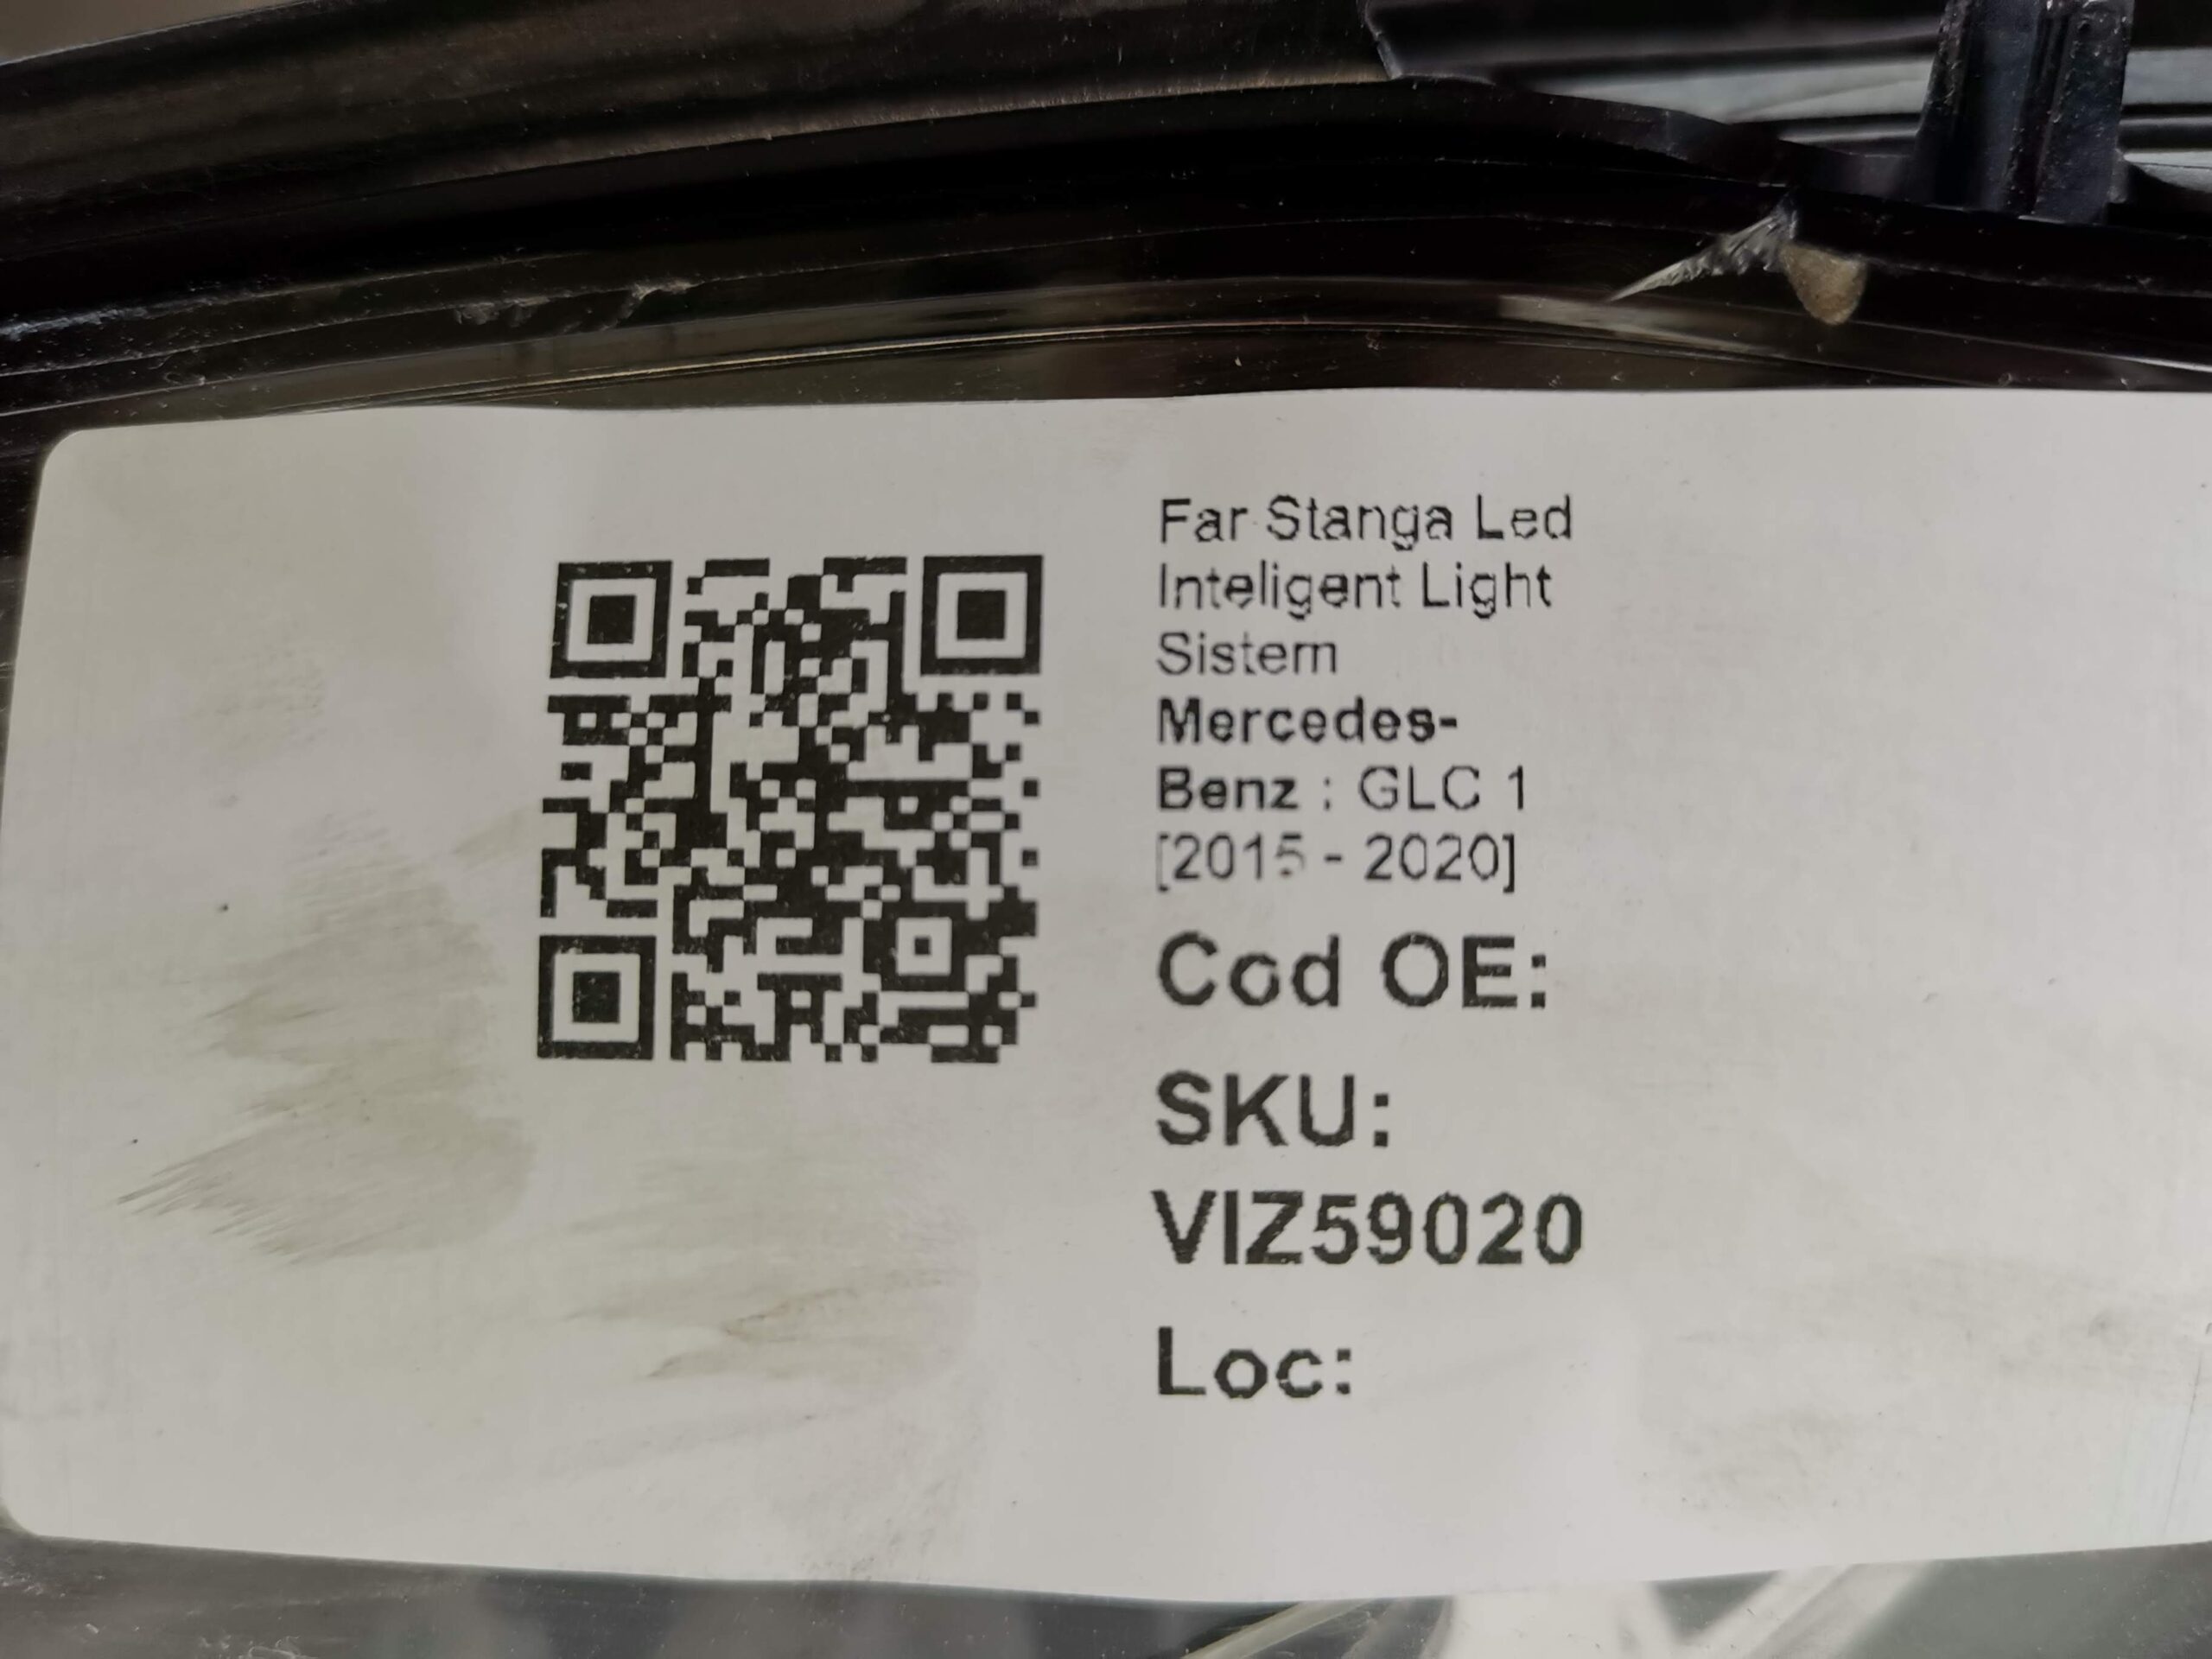 Far Stanga Led
Inteligent Light
Sistem
Mercedes-
Benz : GLC 1
[2015 - 2020]
Cod OE:
SKU:
VIZ59020
Loc: